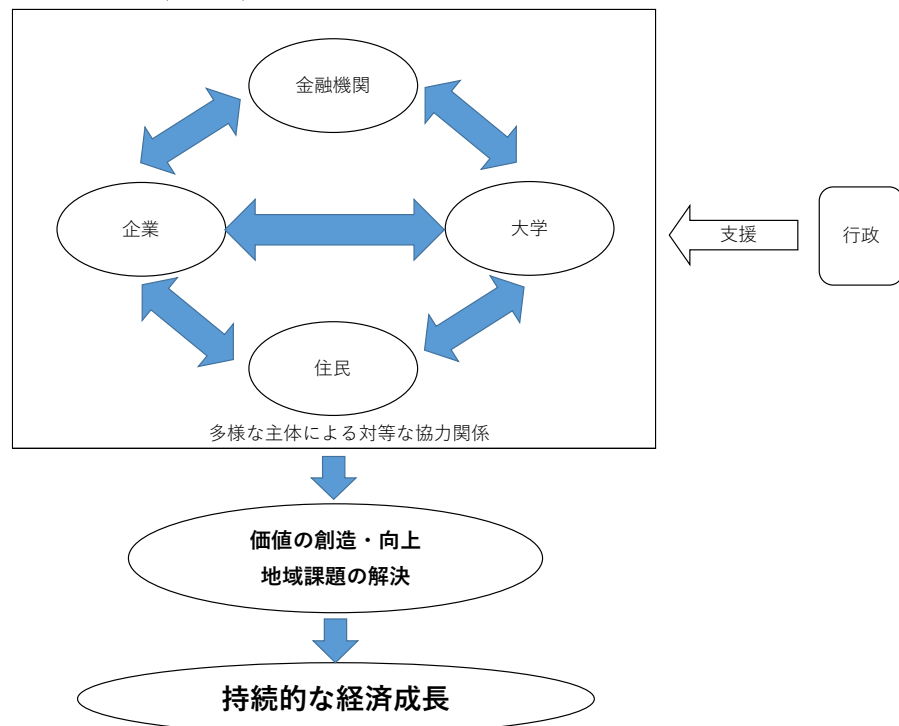 金融機関
企業
大学
支援
行政
住民
多様な主体による対等な協力関係
価値の創造・向上
地域課題の解決
持続的な経済成長